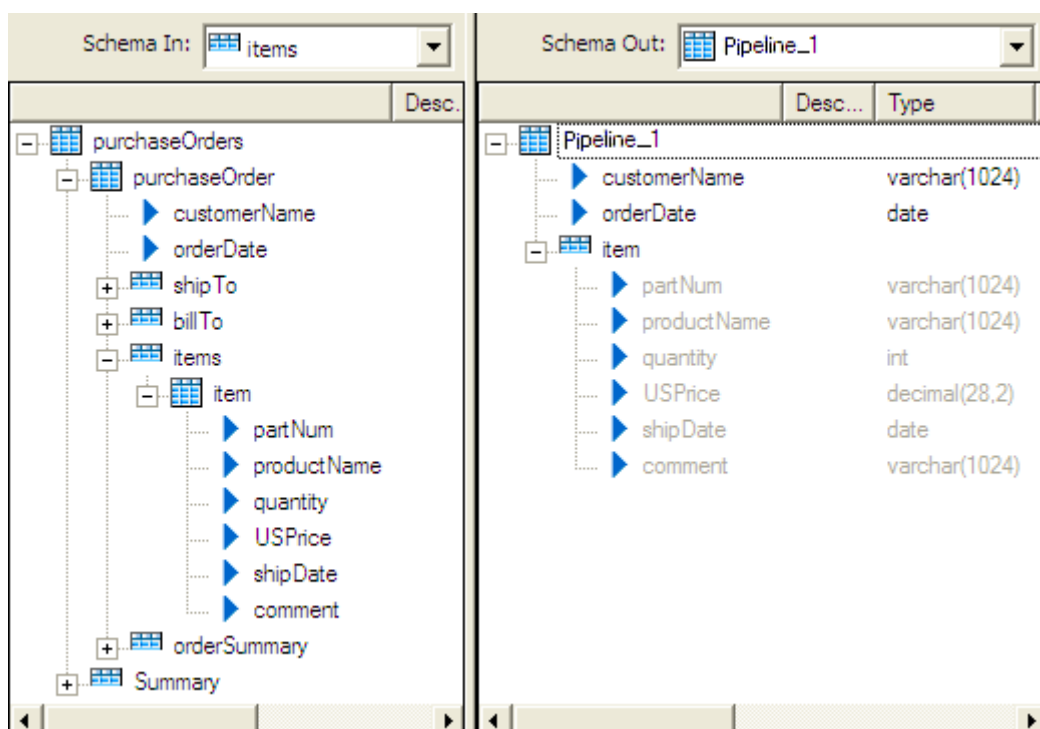 Schema In: items
Desc.
purchaseOrders
purchaseOrder
customerName
orderDate
shipTo
billTo
items
item
partNum
productName
quantity
USPrice
shipDate
comment
orderSummary
Summary
Schema Out: Pipeline_1
Desc... Type
Pipeline_1
customerName varchar(1024)
orderDate date
item
partNum varchar(1024)
productName varchar(1024)
quantity int
USPrice decimal(28,2)
shipDate date
comment varchar(1024)